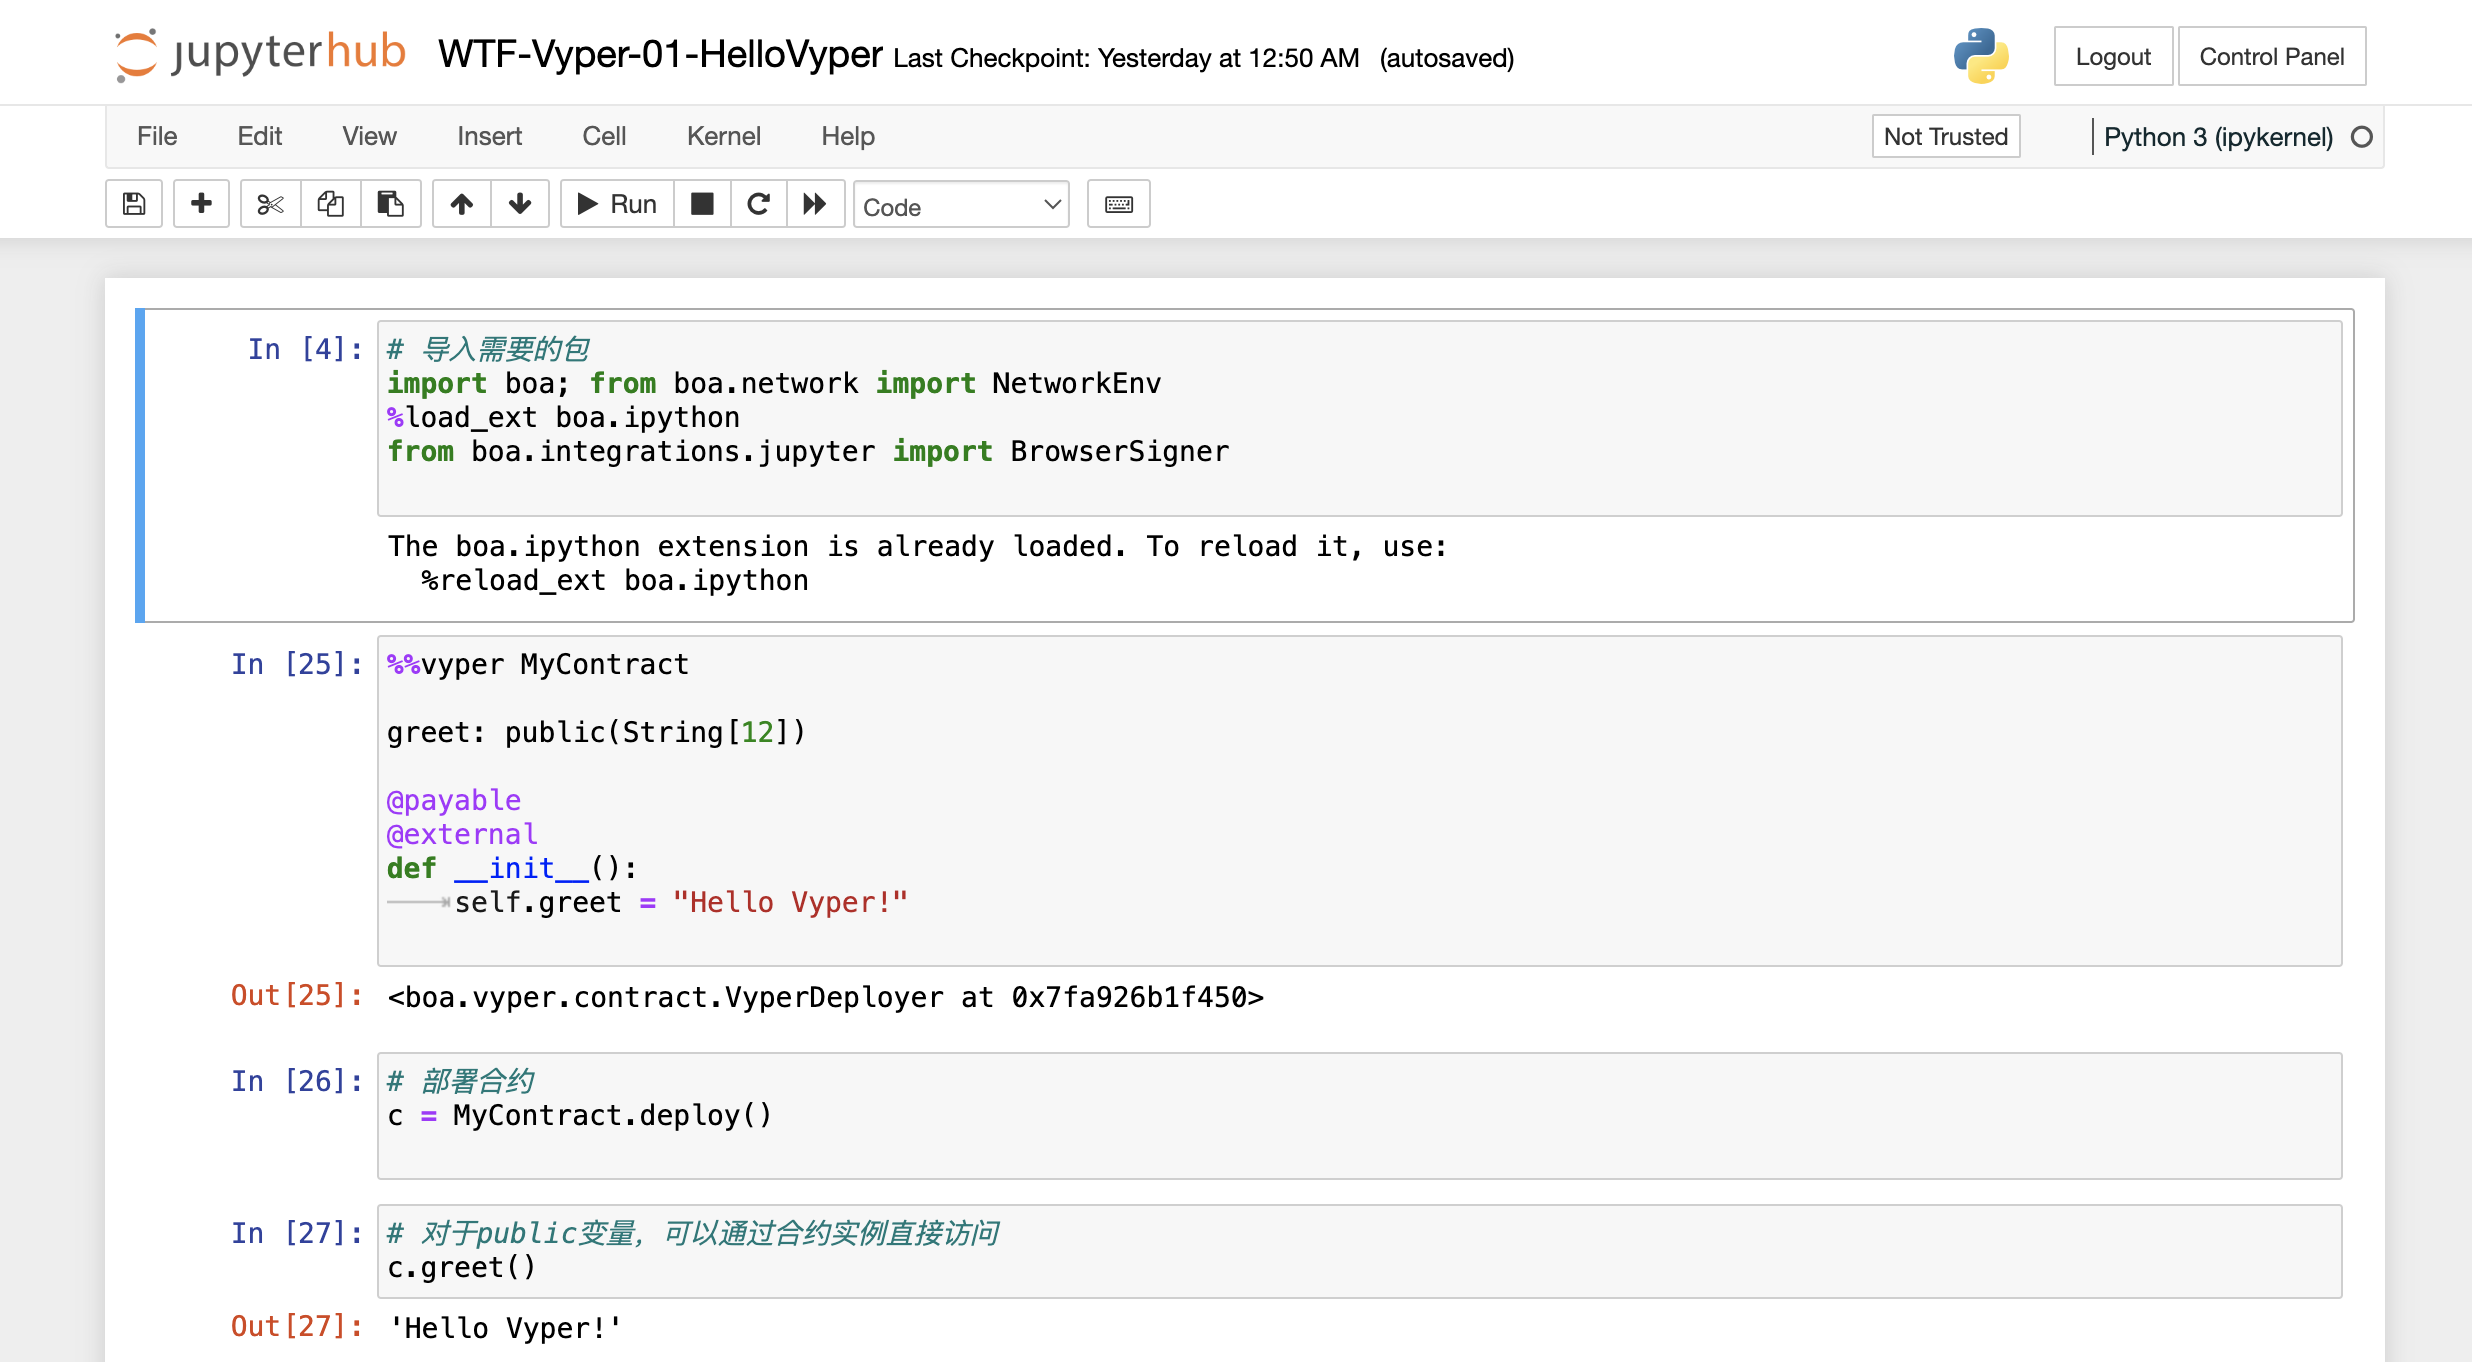 jupyterhub WTF-Vyper-01-HelloVyper Last Checkpoint: Yesterday at 12:50 AM (autosaved) Logout Control Panel
File Edit View Insert Cell Kernel Help Not Trusted Python 3 (ipykernel)
Run Code
In [4]: # 导入需要的包
import boa; from boa.network import NetworkEnv
%load_ext boa.ipython
from boa.integrations.jupyter import BrowserSigner
The boa.ipython extension is already loaded. To reload it, use:
%reload_ext boa.ipython
In [25]: %%vyper MyContract
greet: public(String[12])
@payable
@external
def __init__():
self.greet = "Hello Vyper!"
Out[25]: <boa.vyper.contract.VyperDeployer at 0x7fa926b1f450>
In [26]: # 部署合约
c = MyContract.deploy()
In [27]: # 对于public变量，可以通过合约实例直接访问
c.greet()
Out[27]: 'Hello Vyper!'